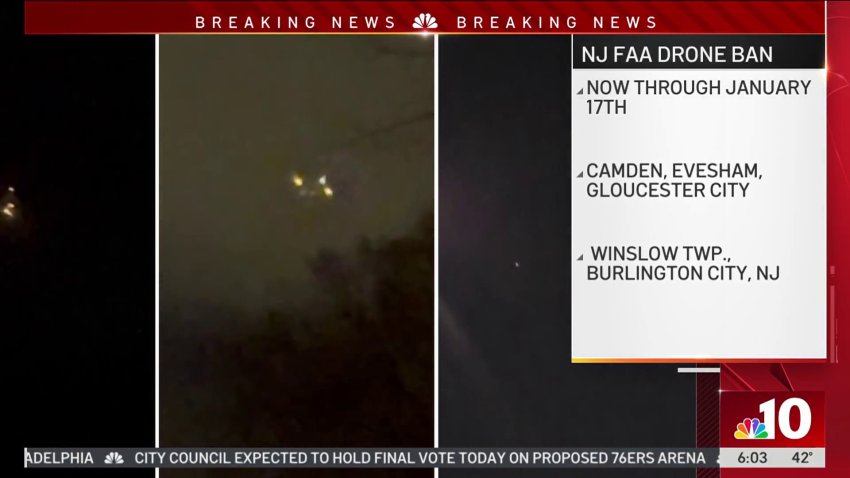 BREAKING NEWS BREAKING NEWS
NJ FAA DRONE BAN
NOW THROUGH JANUARY
17TH
CAMDEN, EVESHAM,
GLOUCESTER CITY
WINSLOW TWP.,
BURLINGTON CITY, NJ
10
ADELPHIA CITY COUNCIL EXPECTED TO HOLD FINAL VOTE TODAY ON PROPOSED 76ERS ARENA
6:03 42°